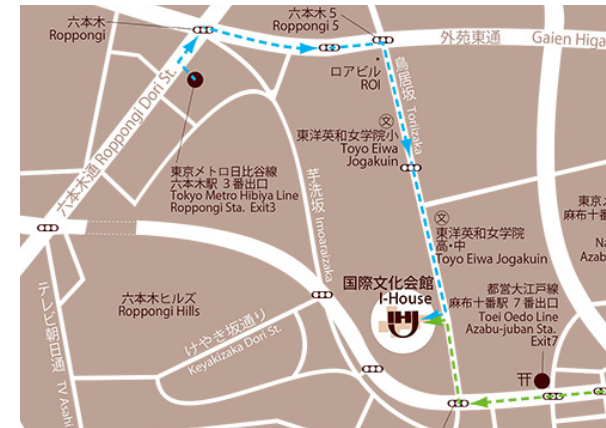 六本木
Roppongi
六本木 5
Roppongi 5
外苑東通
Gaien Higa
ロアビル
ROI
鳥居坂 Toriizaka
六本木通 Roppongi Dori St.
東洋英和女学院小
Toyo Eiwa
Jogakuin
文
東京メトロ日比谷線
六本木駅 3番出口
Tokyo Metro Hibiya Line
Roppongi Sta. Exit3
芋洗坂 Imoaraizaka
文
東洋英和女学院
高・中
Toyo Eiwa Jogakuin
東京メ
麻布十番
Na
Azab
国際文化会館
I-House
都営大江戸線
麻布十番駅 7番出口
Toei Oedo Line
Azabu-juban Sta.
Exit7
六本木ヒルズ
Roppongi Hills
けやき坂通り
Keyakizaka Dori St.
テレビ朝日通 TV Asahi